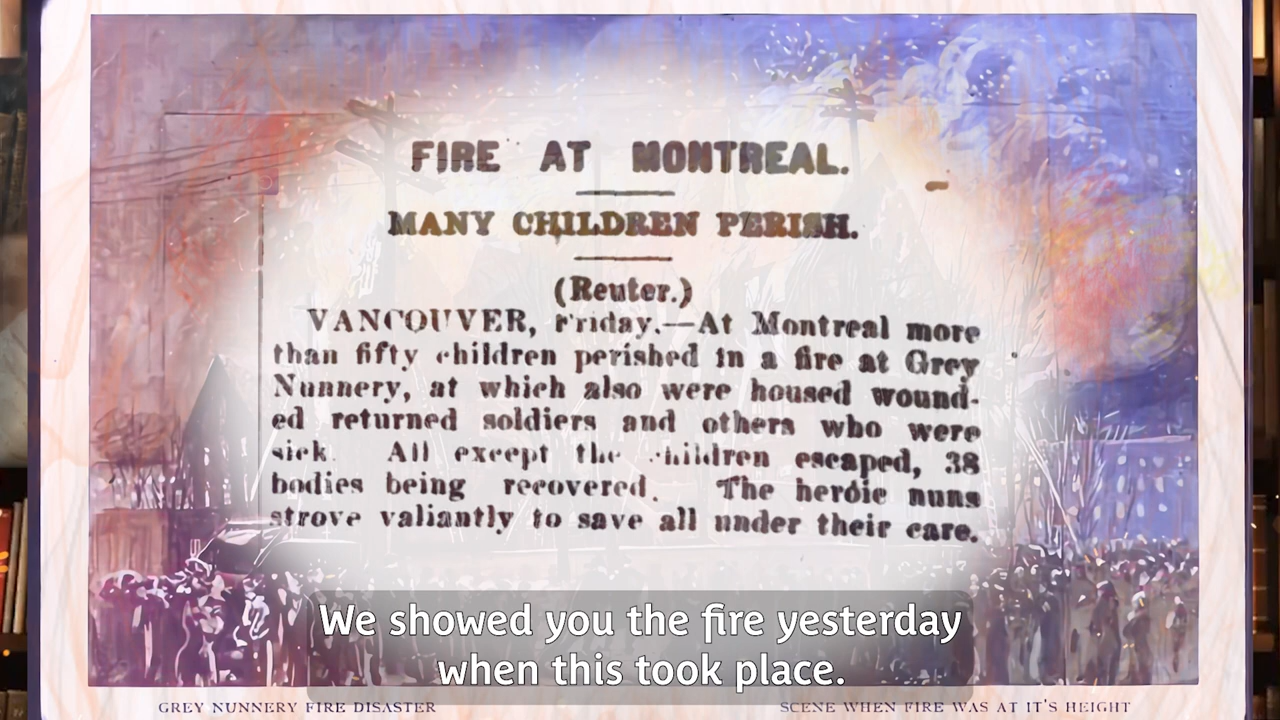 FIRE AT MONTREAL.
MANY CHILDREN PERISH.
(Reuter.)
VANCOUVER, Friday.—At Montreal more
than fifty children perished in a fire at Grey
Nunnery, at which also were housed wound-
ed returned soldiers and others who were
sick. All except the children escaped, 38
bodies being recovered. The heroic nuns
strove valiantly to save all under their care.
We showed you the fire yesterday
when this took place.
GREY NUNNERY FIRE DISASTER
SCENE WHEN FIRE WAS AT IT'S HEIGHT